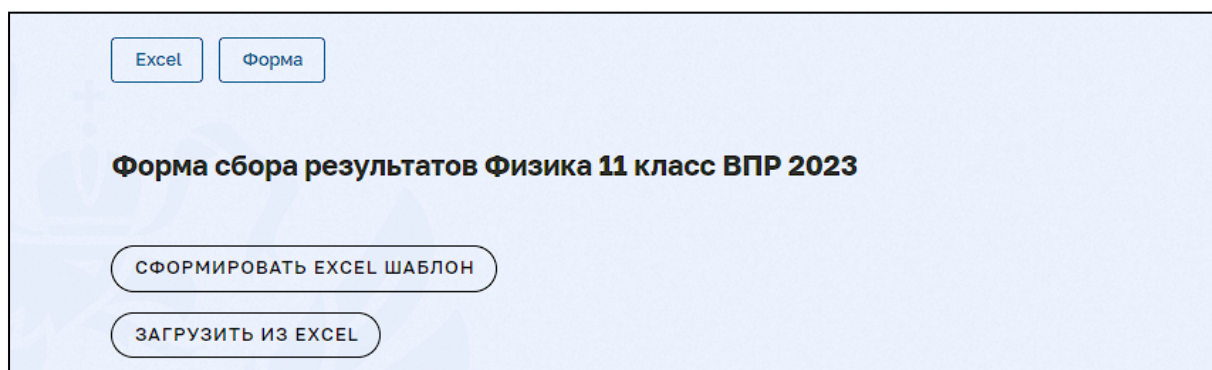 Excel Форма
Форма сбора результатов Физика 11 класс ВПР 2023
СФОРМИРОВАТЬ EXCEL ШАБЛОН
ЗАГРУЗИТЬ ИЗ EXCEL